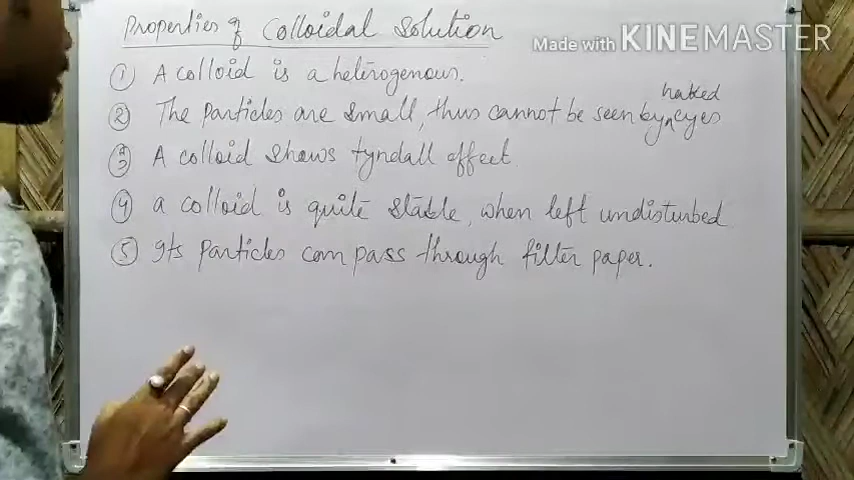 Properties of Colloidal Solution
Made with KINEMASTER
① A colloid is a heterogenous.
② The Particles are small, thus cannot be seen by ^ naked eyes
③ A colloid shows tyndall effect
④ a colloid is quite stable, when left undisturbed
⑤ Its particles can pass through filter paper.